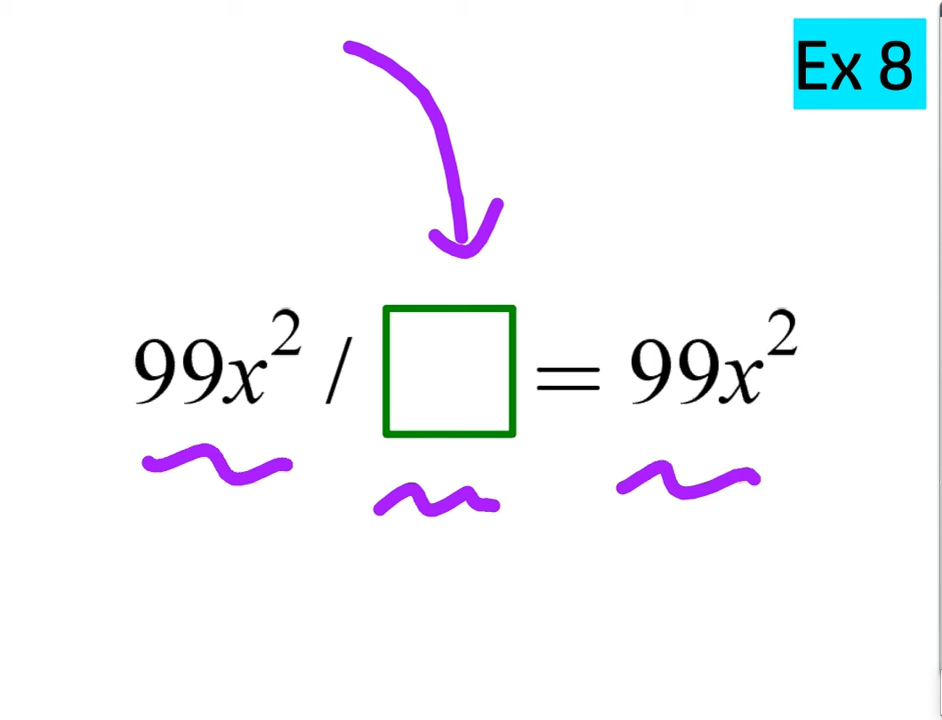 Ex 8
99x² / □ = 99x²